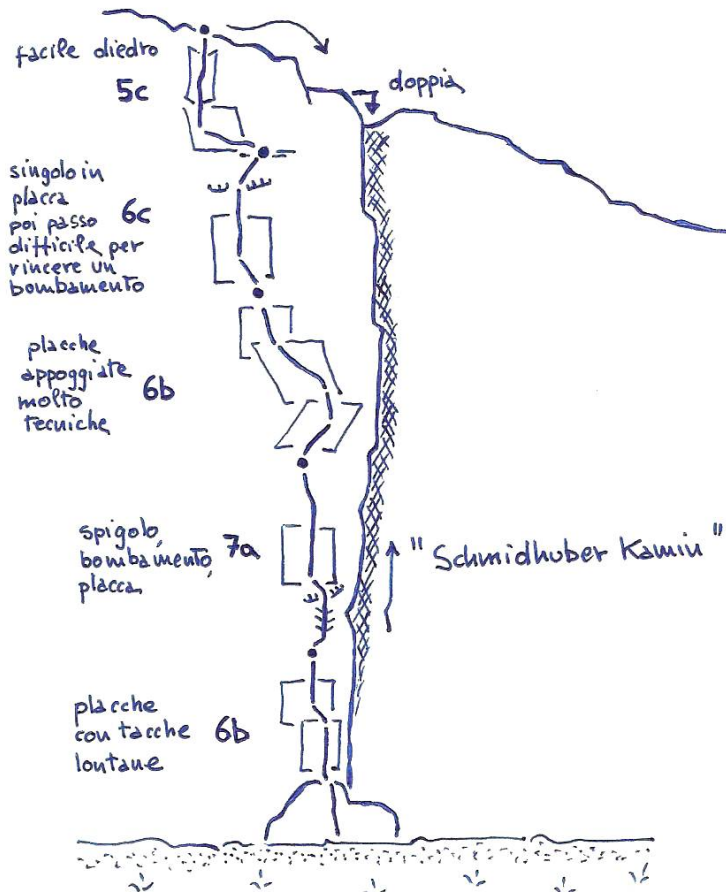 facile diedro
5c
doppia
singolo in
placca 6c
poi passo
difficile per
vincere un
bombamento
placche
appoggiate 6b
molto
tecniche
spigolo, 7a
bombamento,
placca
"Schmidhuber Kamin"
placche
con tacche 6b
lontane